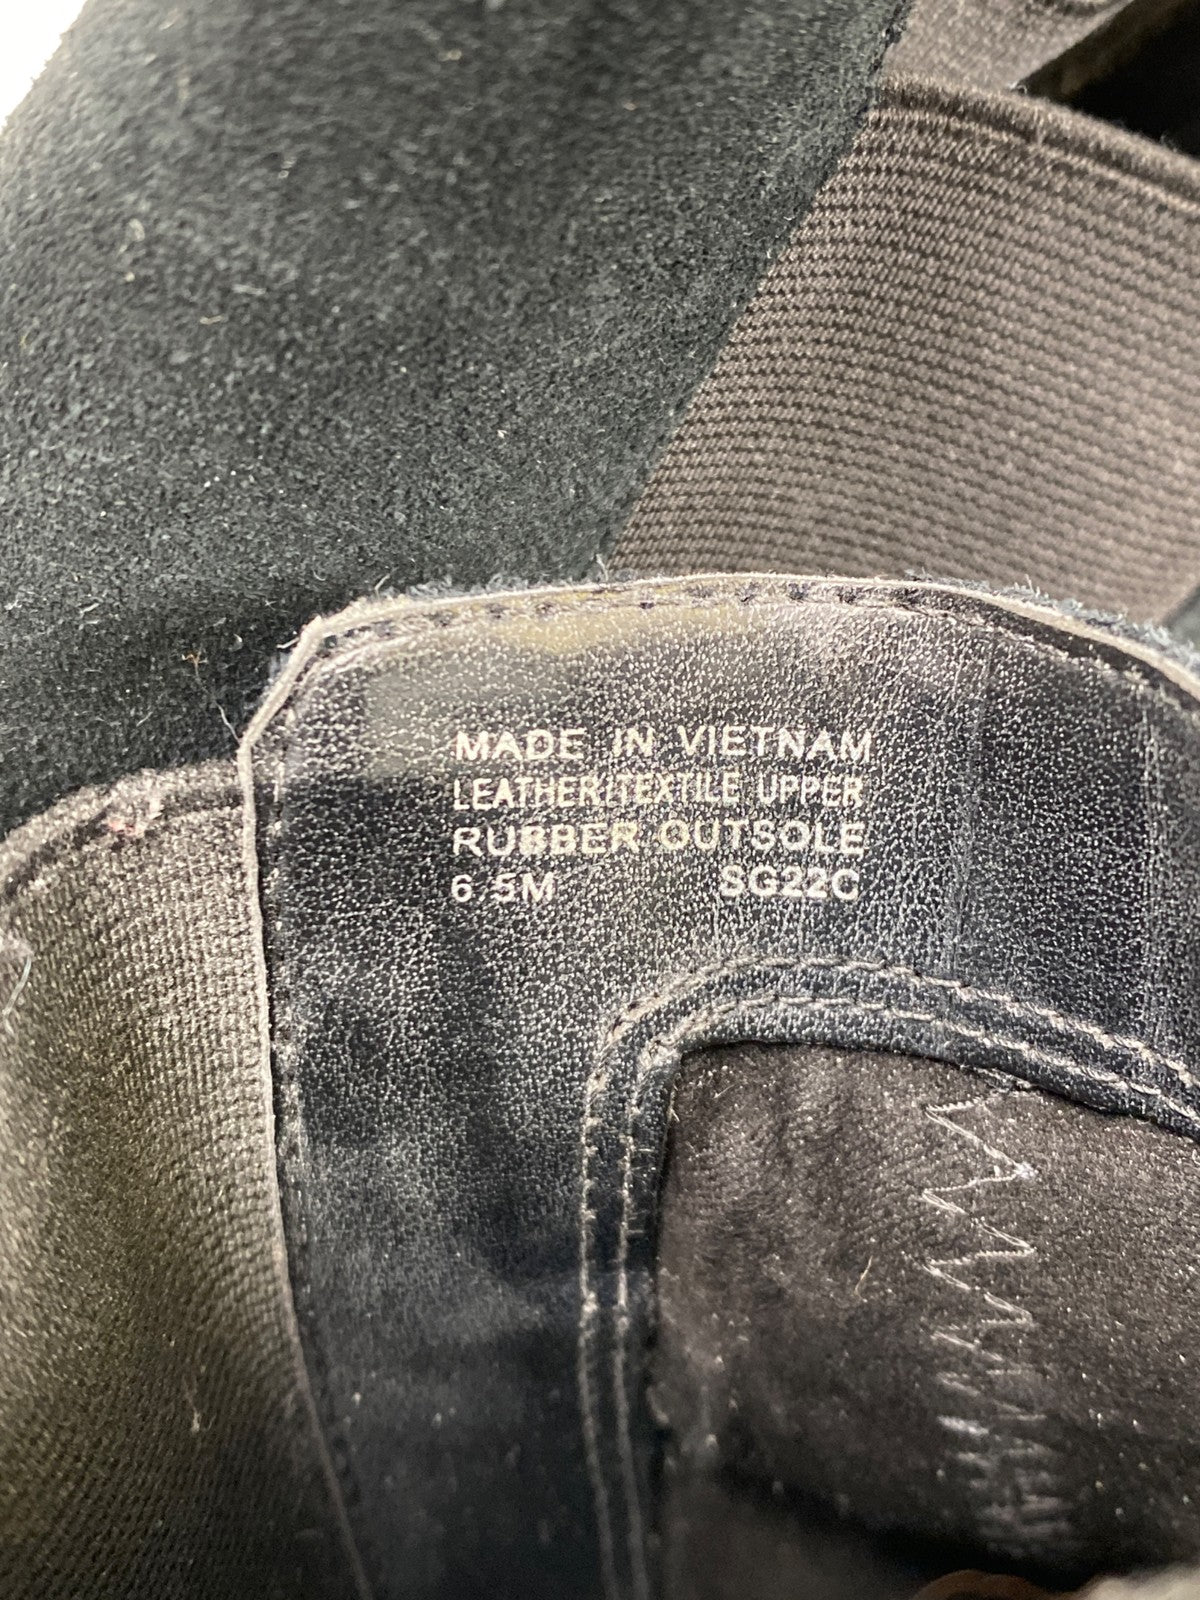 MADE IN VIETNAM
LEATHER/TEXTILE UPPER
RUBBER OUTSOLE
6.5M SG22C